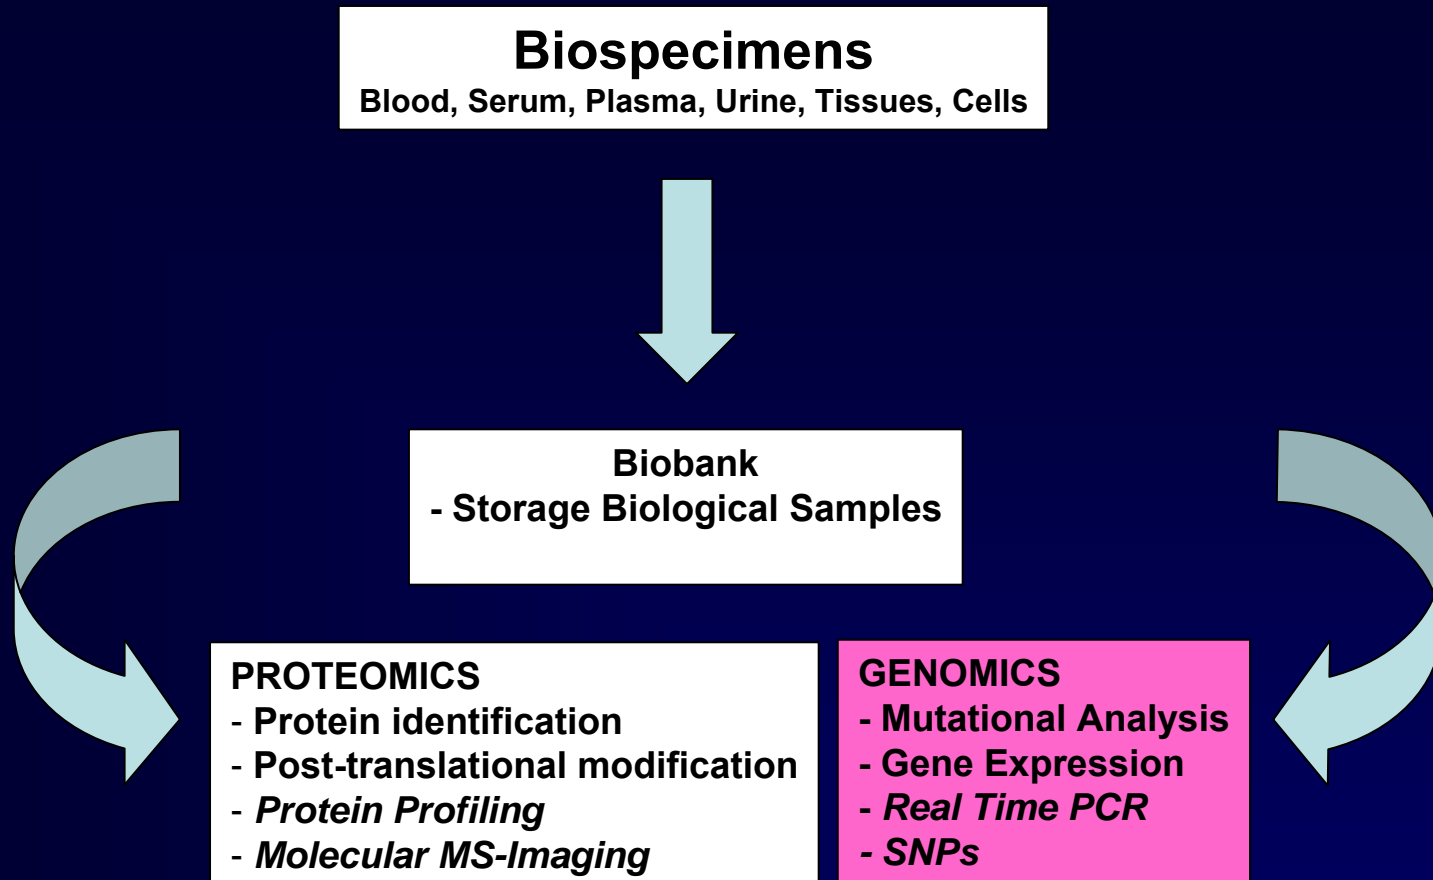 Biospecimens
Blood, Serum, Plasma, Urine, Tissues, Cells
Biobank
- Storage Biological Samples
PROTEOMICS
- Protein identification
- Post-translational modification
- Protein Profiling
- Molecular MS-Imaging
GENOMICS
- Mutational Analysis
- Gene Expression
- Real Time PCR
- SNPs